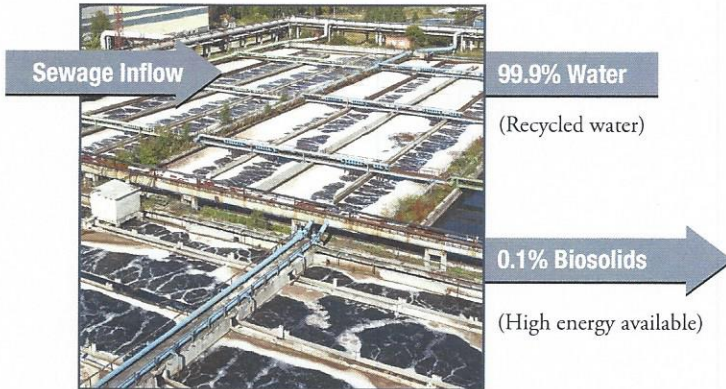 Sewage Inflow
99.9% Water
(Recycled water)
0.1% Biosolids
(High energy available)